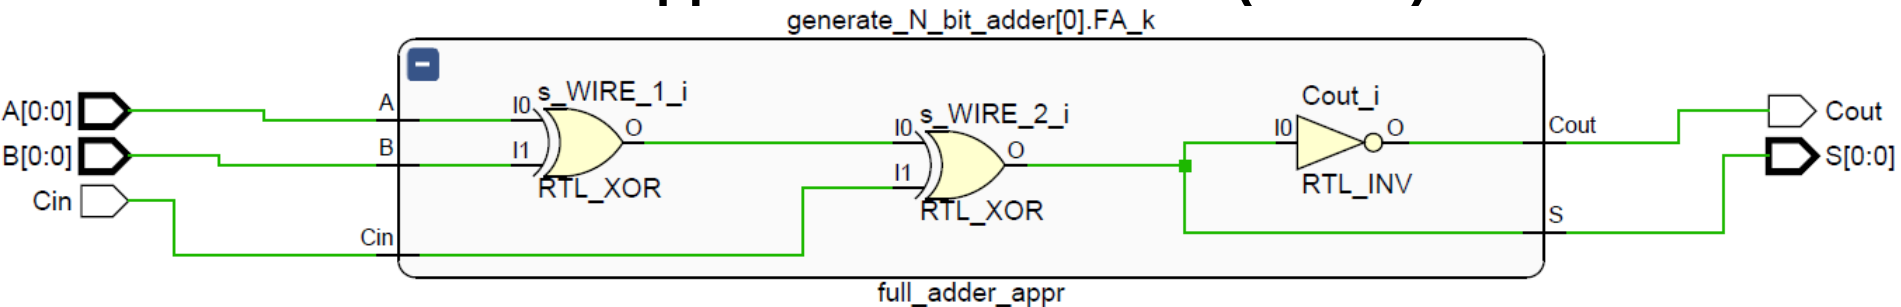 generate_N_bit_adder[0].FA_k
A[0:0]
B[0:0]
Cin
A
B
Cin
I0
I1
s_WIRE_1_i
O
RTL_XOR
I0
I1
s_WIRE_2_i
O
RTL_XOR
Cout_i
I0
O
RTL_INV
Cout
S
Cout
S[0:0]
full_adder_appr